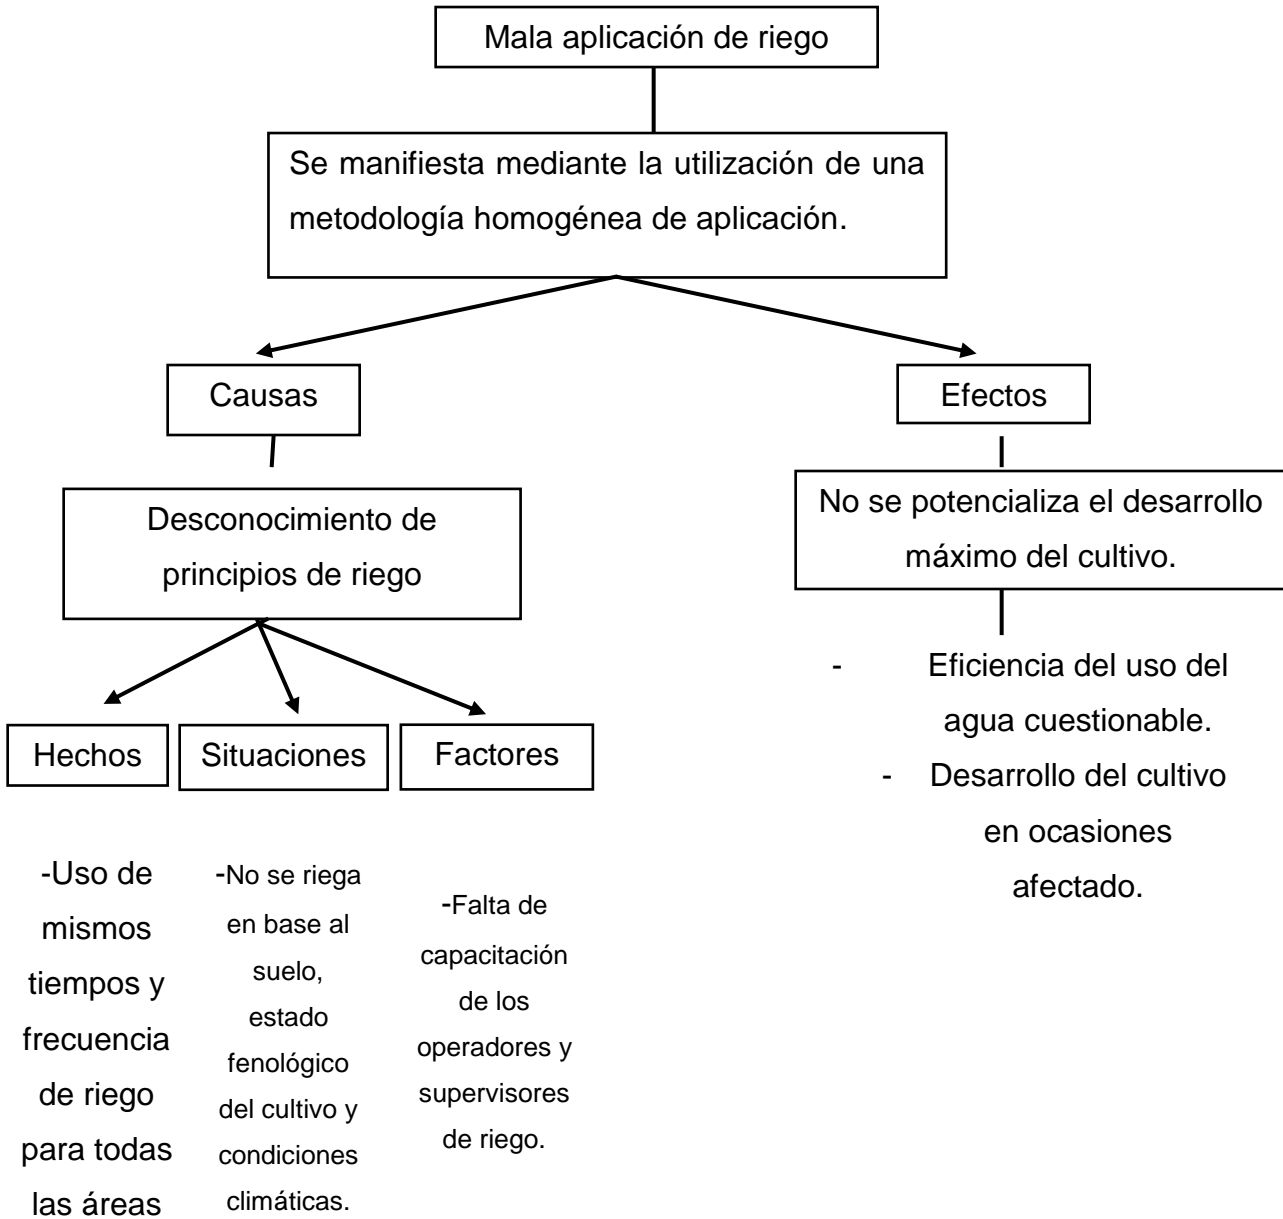 Mala aplicación de riego
Se manifiesta mediante la utilización de una
metodología homogénea de aplicación.
Causas
Efectos
Desconocimiento de
principios de riego
No se potencializa el desarrollo
máximo del cultivo.
Hechos
Situaciones
Factores
-Uso de
mismos
tiempos y
frecuencia
de riego
para todas
las áreas
-No se riega
en base al
suelo,
estado
fenológico
del cultivo y
condiciones
climáticas.
-Falta de
capacitación
de los
operadores y
supervisores
de riego.
- Eficiencia del uso del
agua cuestionable.
- Desarrollo del cultivo
en ocasiones
afectado.